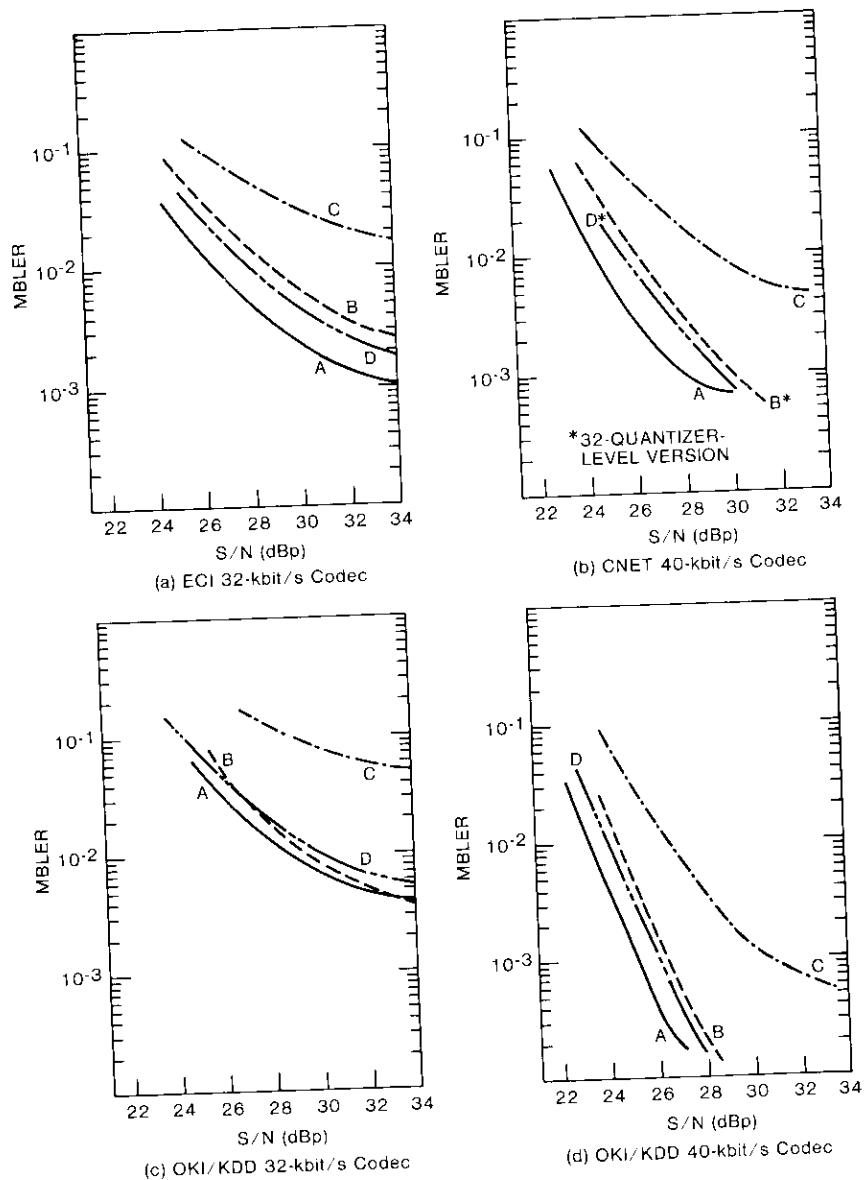 MBLER
10⁻¹
10⁻²
10⁻³
C
B
D
A
22 24 26 28 30 32 34
S/N (dBp)
(a) ECI 32-kbit/s Codec
MBLER
10⁻¹
10⁻²
10⁻³
D*
C
A
B*
*32-QUANTIZER-
LEVEL VERSION
22 24 26 28 30 32 34
S/N (dBp)
(b) CNET 40-kbit/s Codec
MBLER
10⁻¹
10⁻²
10⁻³
B
C
A
D
22 24 26 28 30 32 34
S/N (dBp)
(c) OKI/KDD 32-kbit/s Codec
MBLER
10⁻¹
10⁻²
10⁻³
D
C
A
B
22 24 26 28 30 32 34
S/N (dBp)
(d) OKI/KDD 40-kbit/s Codec